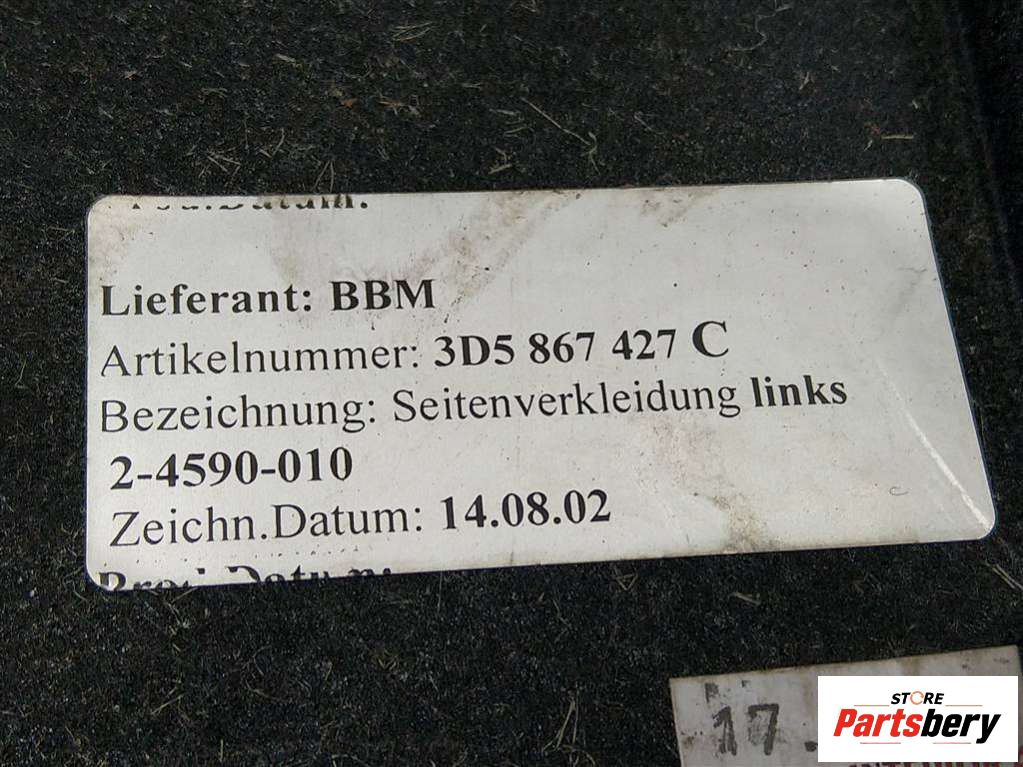 Lieferant: BBM
Artikelnummer: 3D5 867 427 C
Bezeichnung: Seitenverkleidung links
2-4590-010
Zeichn.Datum: 14.08.02
17.
STORE
Partsbery